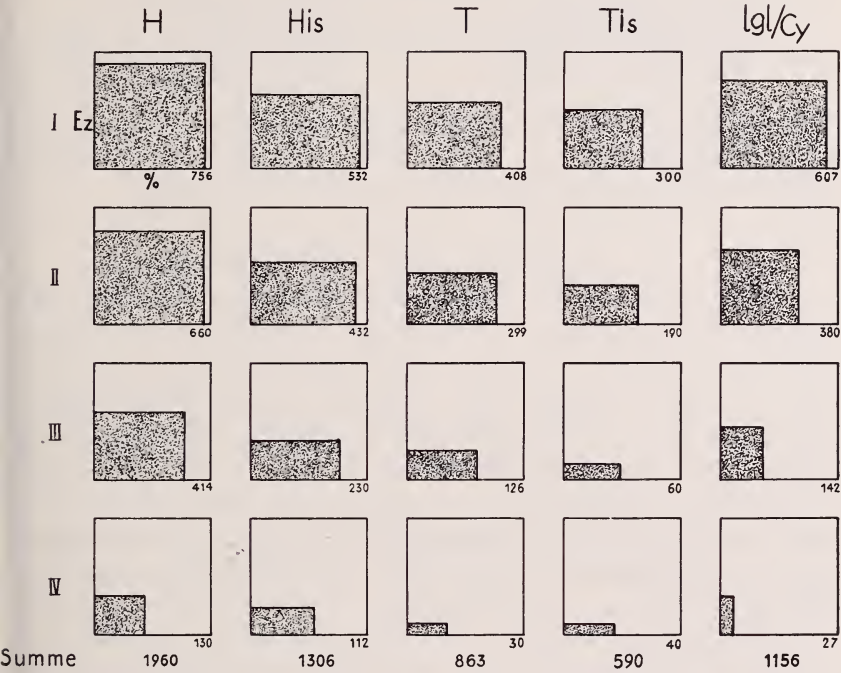 H His T Tis lgl/Cy
I Ez
% 756 532 408 300 607
II
660 432 299 190 380
III
414 230 126 60 142
IV
130 112 30 40 27
Summe 1960 1306 863 590 1156